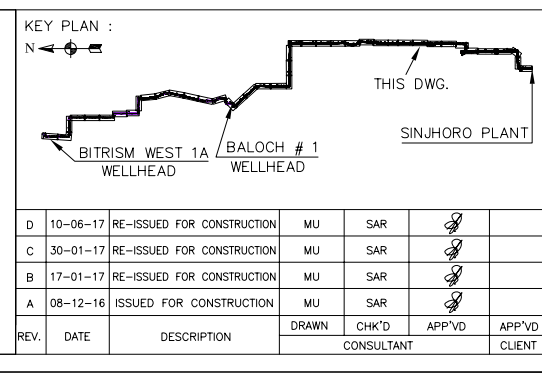 KEY PLAN :
N
THIS DWG.
SINJHORO PLANT
BITRISM WEST 1A
WELLHEAD
BALOCH # 1
WELLHEAD
D 10-06-17 RE-ISSUED FOR CONSTRUCTION MU SAR
C 30-01-17 RE-ISSUED FOR CONSTRUCTION MU SAR
B 17-01-17 RE-ISSUED FOR CONSTRUCTION MU SAR
A 08-12-16 ISSUED FOR CONSTRUCTION MU SAR
REV. DATE DESCRIPTION DRAWN CHK'D APP'VD APP'VD
CONSULTANT CLIENT